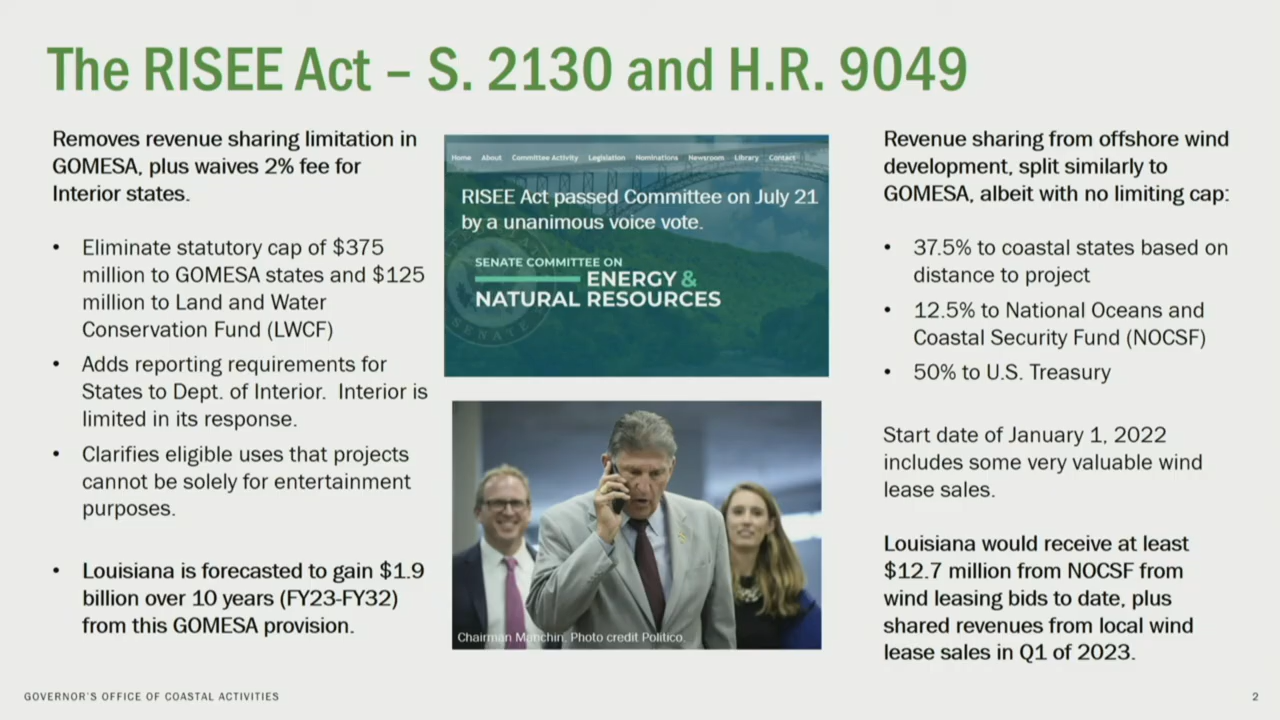 The RISEE Act – S. 2130 and H.R. 9049
Removes revenue sharing limitation in
GOMESA, plus waives 2% fee for
Interior states.
• Eliminate statutory cap of $375
million to GOMESA states and $125
million to Land and Water
Conservation Fund (LWCF)
• Adds reporting requirements for
States to Dept. of Interior. Interior is
limited in its response.
• Clarifies eligible uses that projects
cannot be solely for entertainment
purposes.
• Louisiana is forecasted to gain $1.9
billion over 10 years (FY23-FY32)
from this GOMESA provision.
Home About Committee Activity Legislation Nominations Newsroom Library Contact
RISEE Act passed Committee on July 21
by a unanimous voice vote.
SENATE COMMITTEE ON
ENERGY &
NATURAL RESOURCES
Chairman Manchin. Photo credit Politico.
Revenue sharing from offshore wind
development, split similarly to
GOMESA, albeit with no limiting cap:
• 37.5% to coastal states based on
distance to project
• 12.5% to National Oceans and
Coastal Security Fund (NOCSF)
• 50% to U.S. Treasury
Start date of January 1, 2022
includes some very valuable wind
lease sales.
Louisiana would receive at least
$12.7 million from NOCSF from
wind leasing bids to date, plus
shared revenues from local wind
lease sales in Q1 of 2023.
GOVERNOR'S OFFICE OF COASTAL ACTIVITIES
2